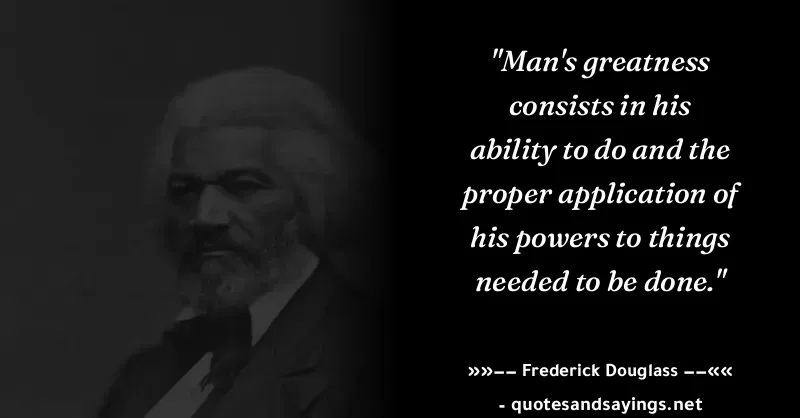 "Man's greatness
consists in his
ability to do and the
proper application of
his powers to things
needed to be done."
»»–– Frederick Douglass ––««
- quotesandsayings.net